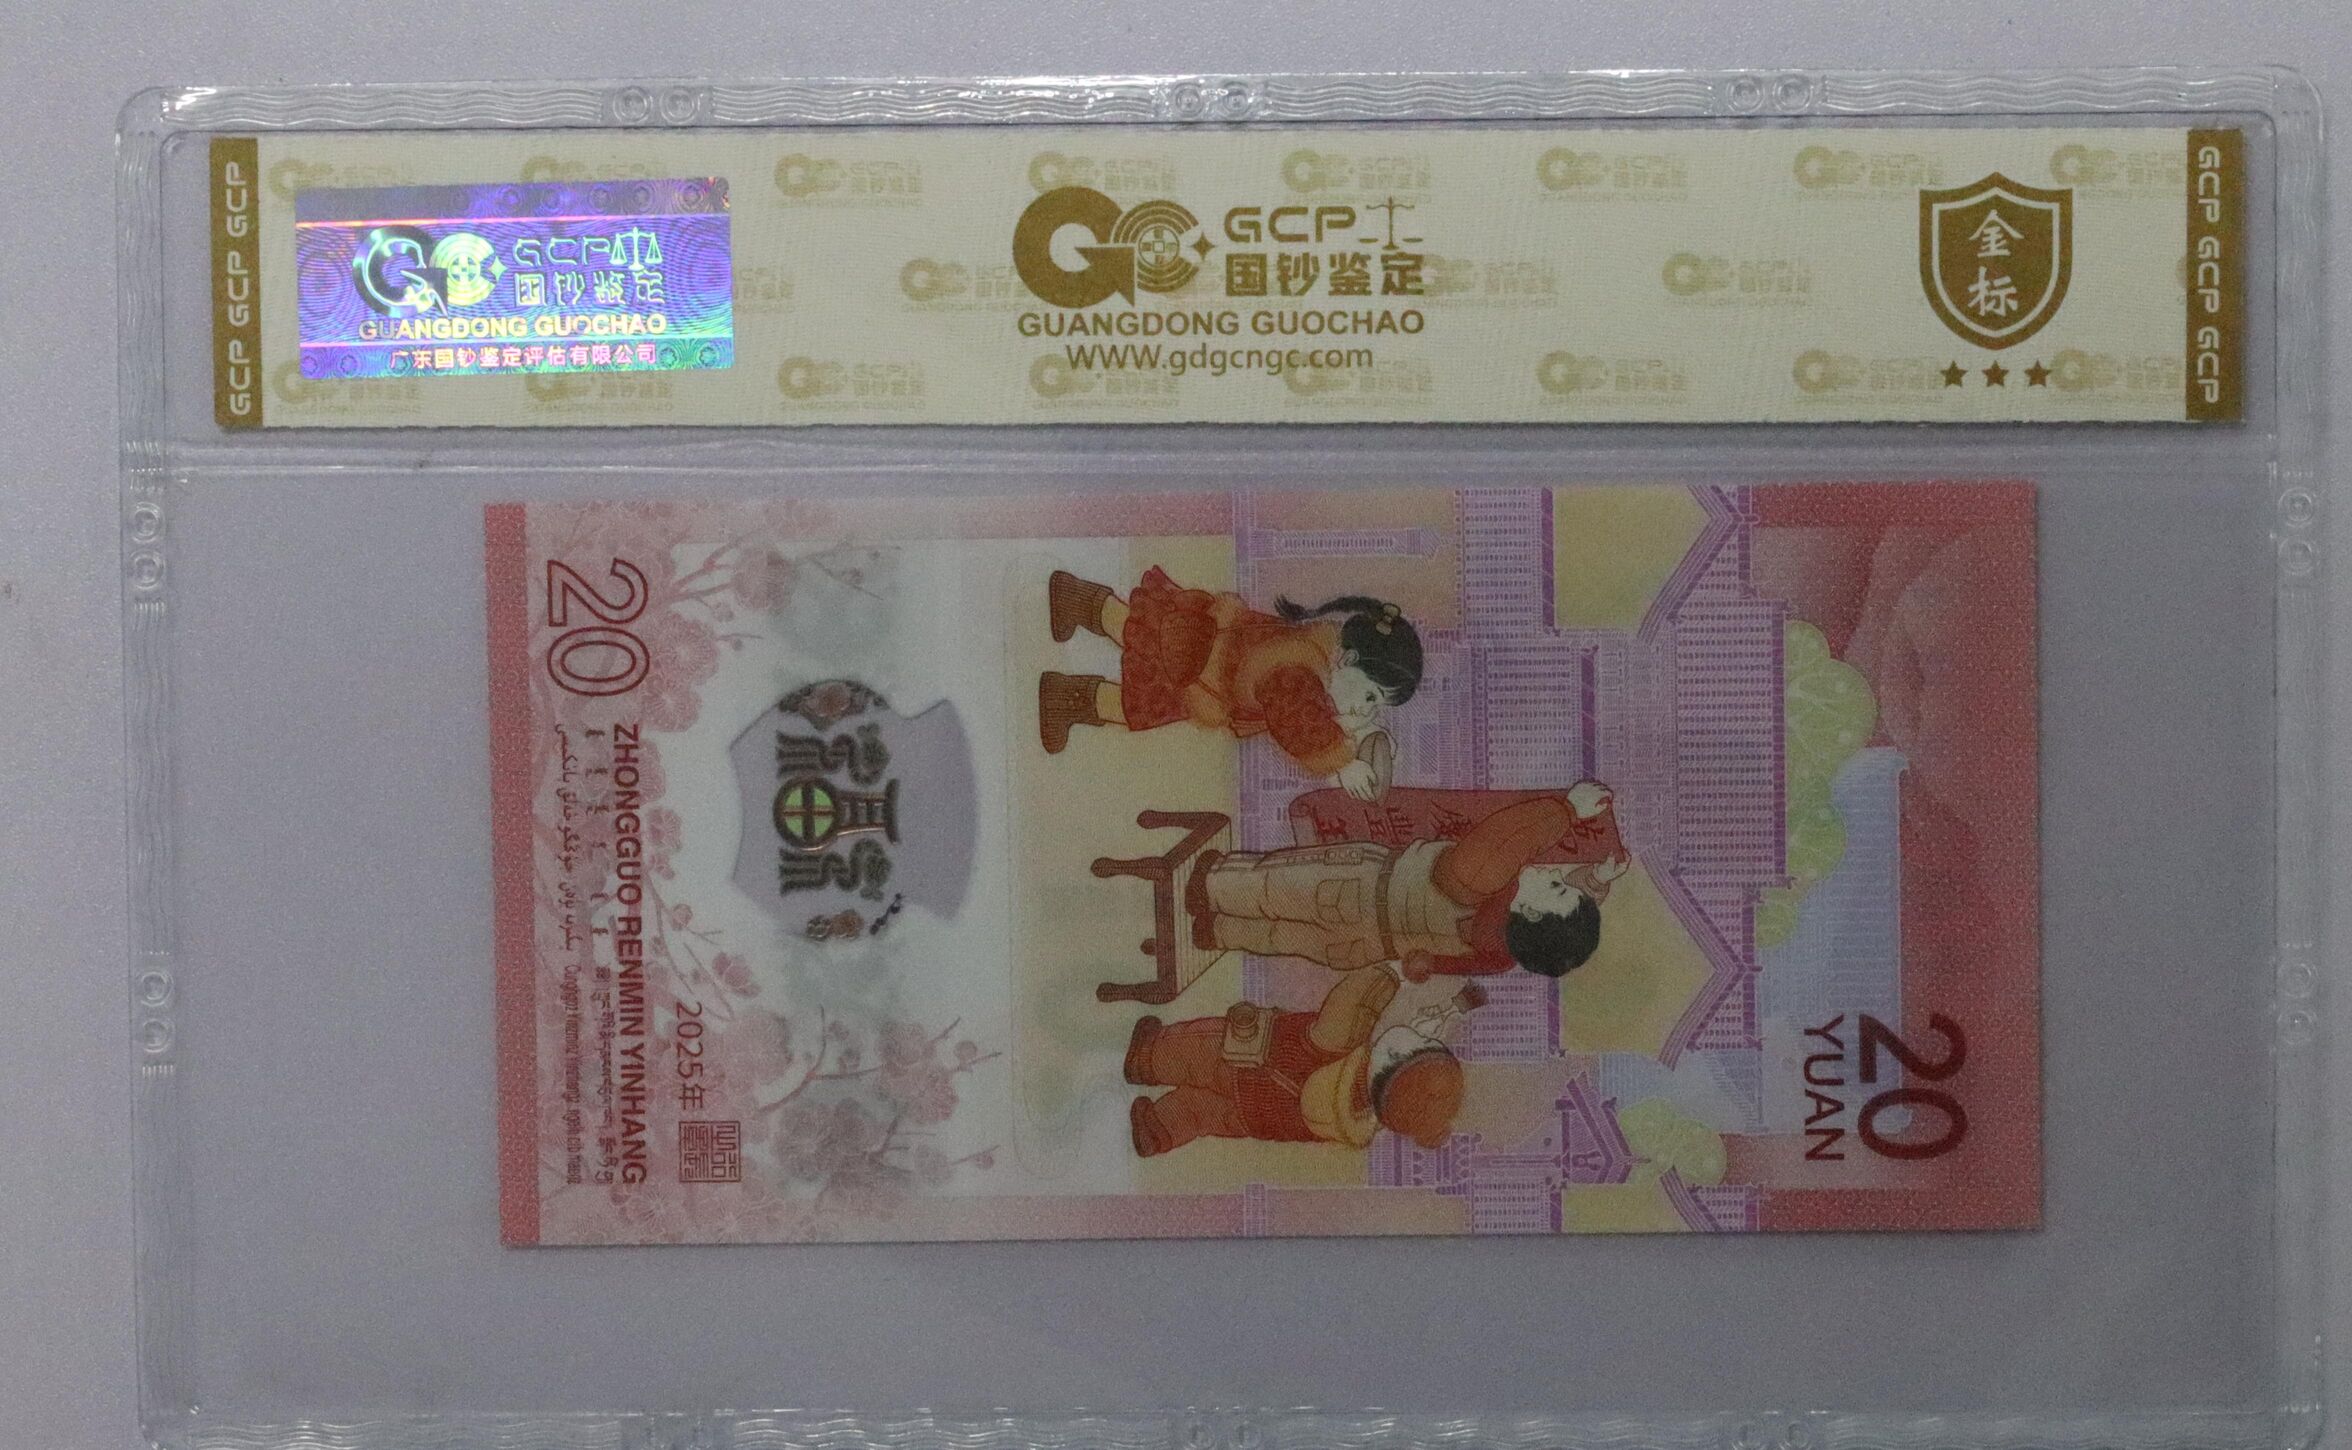 GCP GCP GCP
GCP
国钞鉴定
GUANGDONG GUOCHAO
广东国钞鉴定评估有限公司
GCP
国钞鉴定
GUANGDONG GUOCHAO
WWW.gdgcngc.com
金标
GCP GCP GCP
20
YUAN
2025年
ZHONGGUO RENMIN YINHANG
20